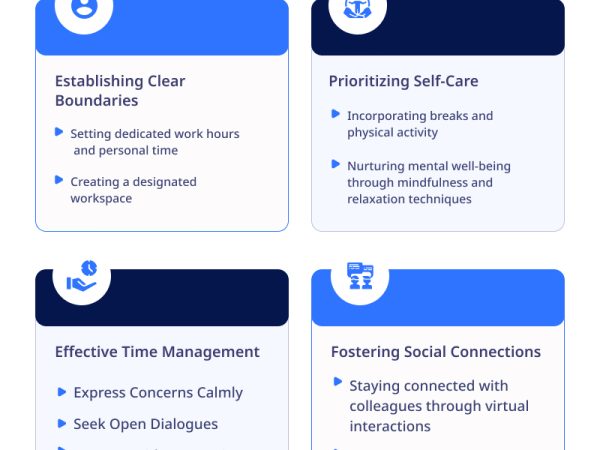 Establishing Clear
Boundaries
Setting dedicated work hours
and personal time
Creating a designated
workspace
Prioritizing Self-Care
Incorporating breaks and
physical activity
Nurturing mental well-being
through mindfulness and
relaxation techniques
Effective Time Management
Express Concerns Calmly
Seek Open Dialogues
Fostering Social Connections
Staying connected with
colleagues through virtual
interactions